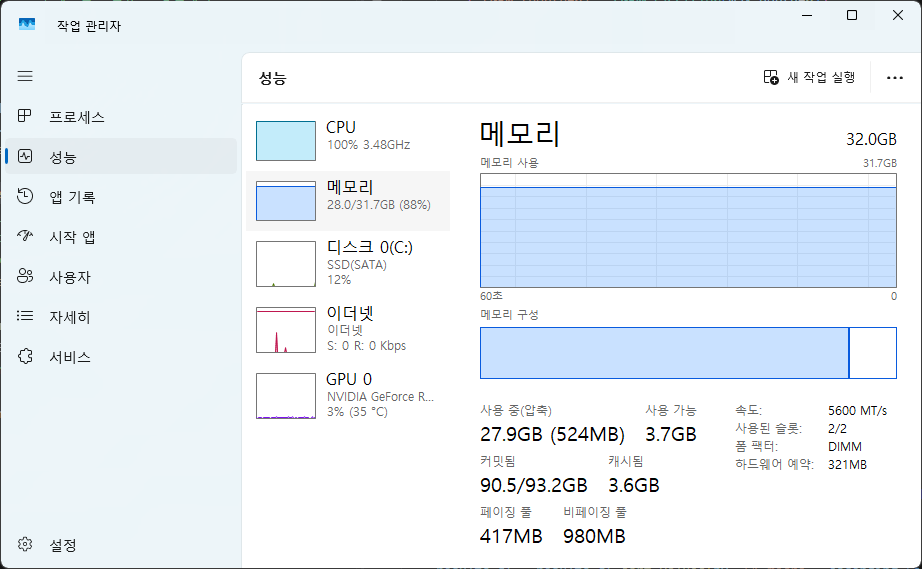 작업 관리자
프로세스
성능
앱 기록
시작 앱
사용자
자세히
서비스
설정
성능
새 작업 실행
CPU
100% 3.48GHz
메모리
28.0/31.7GB (88%)
디스크 0(C:)
SSD(SATA)
12%
이더넷
이더넷
S: 0 R: 0 Kbps
GPU 0
NVIDIA GeForce R...
3% (35 °C)
메모리 32.0GB
메모리 사용 31.7GB
60초 0
메모리 구성
사용 중(압축) 사용 가능
27.9GB (524MB) 3.7GB
커밋됨 캐시됨
90.5/93.2GB 3.6GB
페이징 풀 비페이징 풀
417MB 980MB
속도: 5600 MT/s
사용된 슬롯: 2/2
폼 팩터: DIMM
하드웨어 예약: 321MB